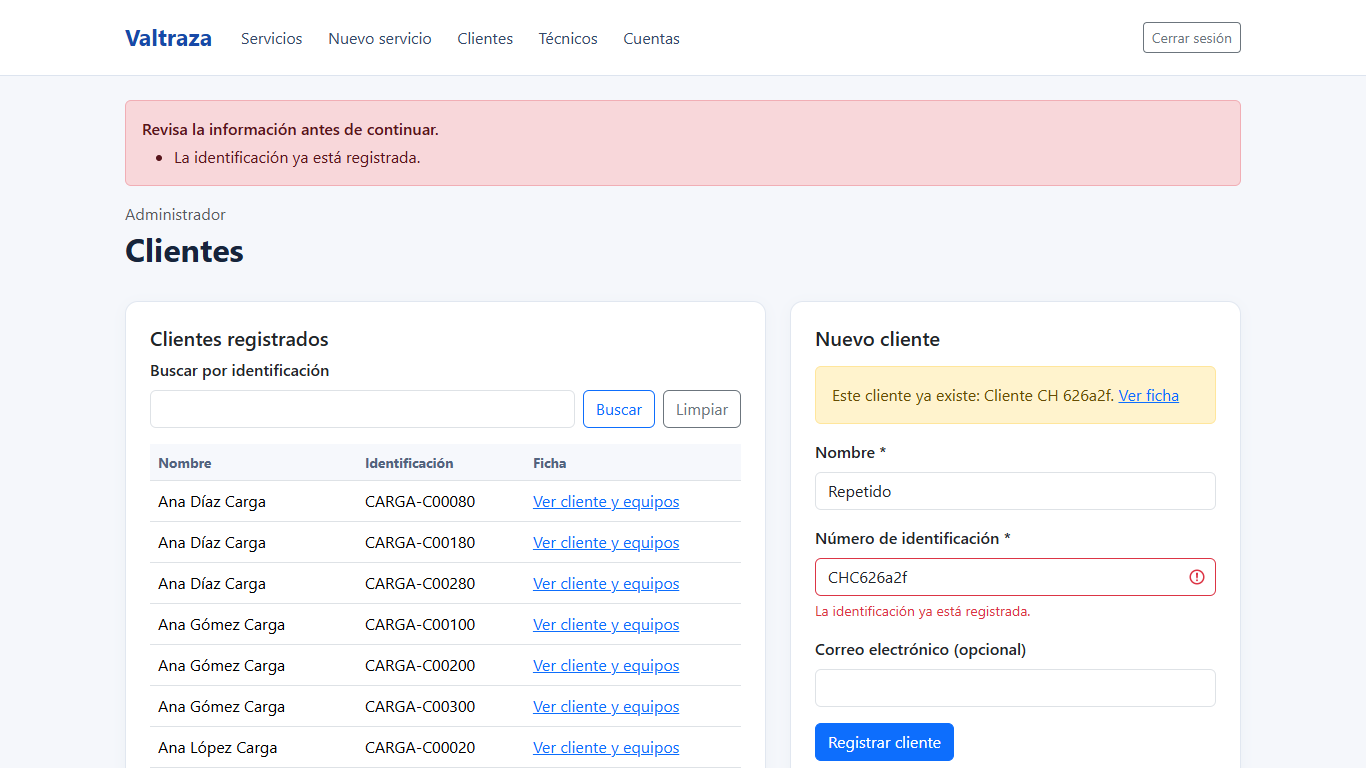 Valtraza Servicios Nuevo servicio Clientes Técnicos Cuentas Cerrar sesión
Revisa la información antes de continuar.
La identificación ya está registrada.
Administrador
Clientes
Clientes registrados
Buscar por identificación
Buscar Limpiar
Nombre Identificación Ficha
Ana Díaz Carga CARGA-C00080 Ver cliente y equipos
Ana Díaz Carga CARGA-C00180 Ver cliente y equipos
Ana Díaz Carga CARGA-C00280 Ver cliente y equipos
Ana Gómez Carga CARGA-C00100 Ver cliente y equipos
Ana Gómez Carga CARGA-C00200 Ver cliente y equipos
Ana Gómez Carga CARGA-C00300 Ver cliente y equipos
Ana López Carga CARGA-C00020 Ver cliente y equipos
Nuevo cliente
Este cliente ya existe: Cliente CH 626a2f. Ver ficha
Nombre *
Repetido
Número de identificación *
CHC626a2f
La identificación ya está registrada.
Correo electrónico (opcional)
Registrar cliente